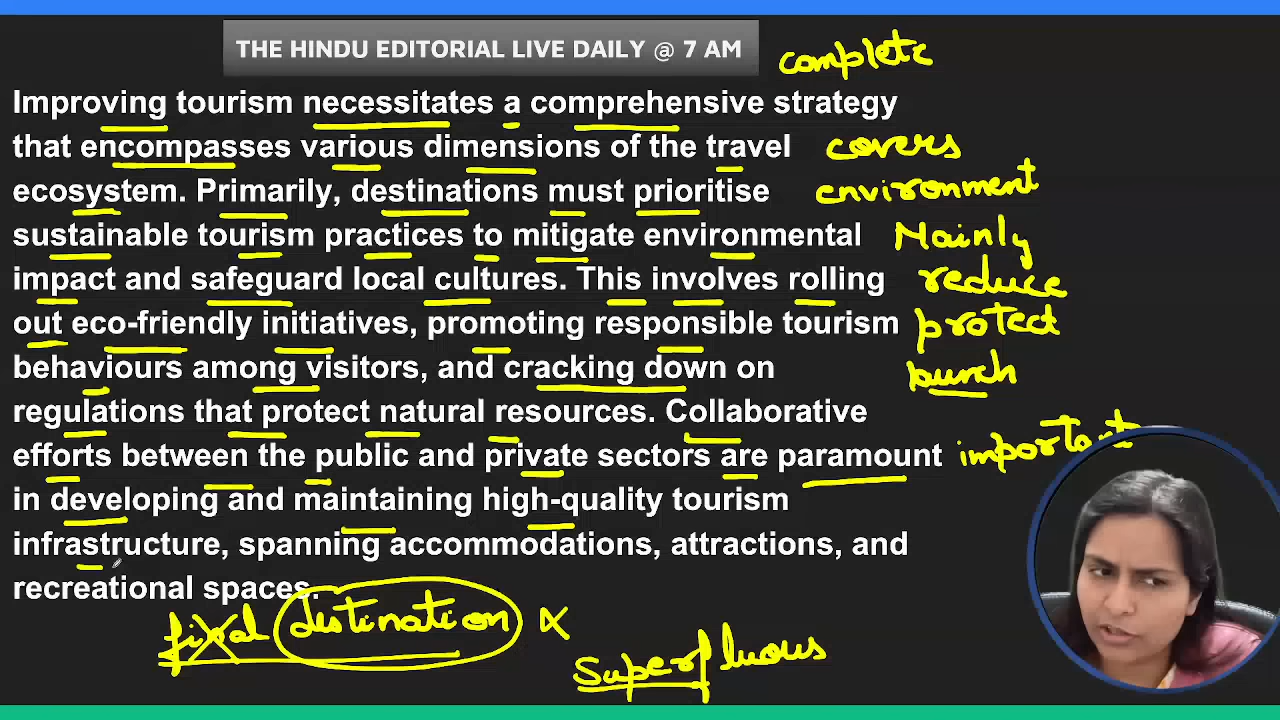 THE HINDU EDITORIAL LIVE DAILY @ 7 AM
complete
Improving tourism necessitates a comprehensive strategy
that encompasses various dimensions of the travel covers
ecosystem. Primarily, destinations must prioritise environment
sustainable tourism practices to mitigate environmental Mainly
impact and safeguard local cultures. This involves rolling reduce
out eco-friendly initiatives, promoting responsible tourism protect
behaviours among visitors, and cracking down on
regulations that protect natural resources. Collaborative
efforts between the public and private sectors are paramount important
in developing and maintaining high-quality tourism
infrastructure, spanning accommodations, attractions, and
recreational spaces.
final destination
superfluous